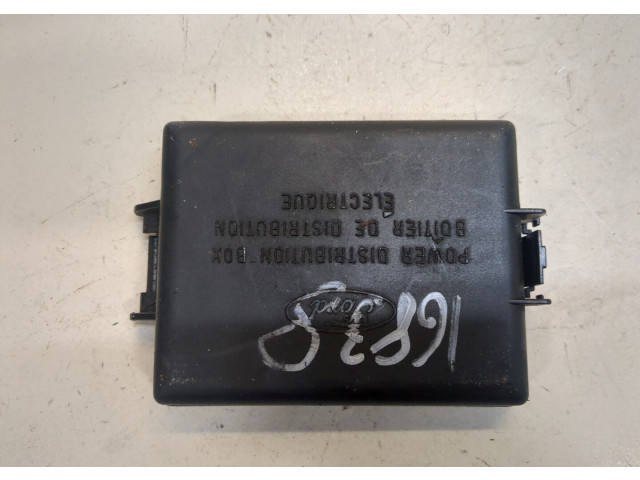 Ford
POWER DISTRIBUTION BOX
BOÎTIER DE DISTRIBUTION
ÉLECTRIQUE